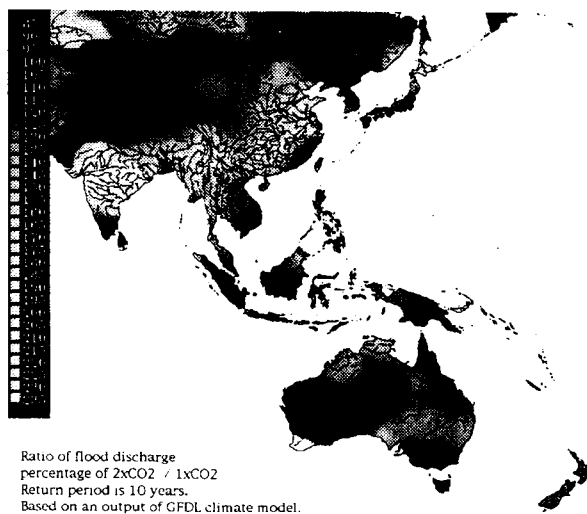 Ratio of flood discharge
percentage of 2xCO2 / 1xCO2
Return period is 10 years.
Based on an output of GFDL climate model.